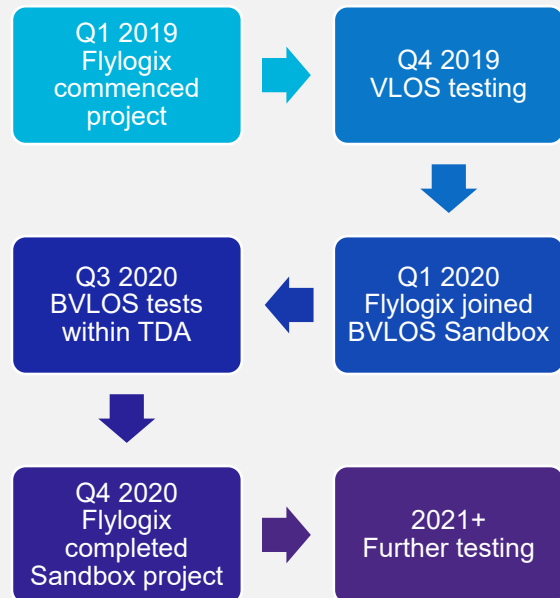 Q1 2019
Flylogix
commenced
project
Q4 2019
VLOS testing
Q1 2020
Flylogix joined
BVLOS Sandbox
Q3 2020
BVLOS tests
within TDA
Q4 2020
Flylogix
completed
Sandbox project
2021+
Further testing